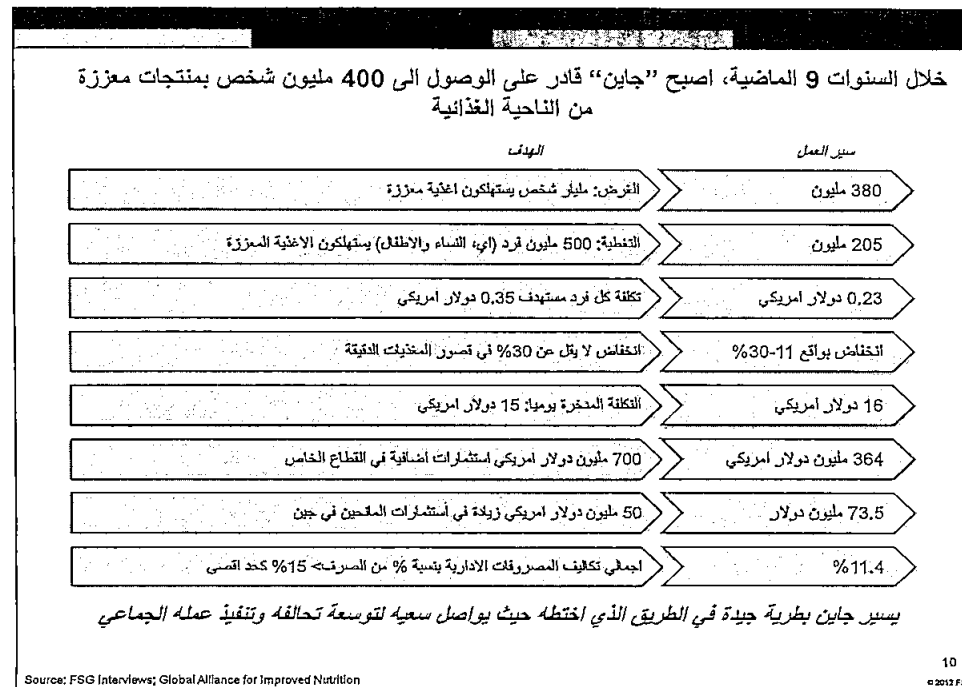 خلال السنوات 9 الماضية، اصبح “جاين” قادر على الوصول الى 400 مليون شخص بمنتجات معززة
من الناحية الغذائية
سير العمل
الهدف
380 مليون
الغرض: مليار شخص يستهلكون اغذية معززة
205 مليون
التغطية: 500 مليون فرد (اي، النساء والاطفال) يستهلكون الاغذية المعززة
0,23 دولار امريكي
تكلفة كل فرد مستهدف 0,35 دولار امريكي
انخفاض بواقع 11-30%
انخفاض لا يقل عن 30% في قصور المغذيات الدقيقة
16 دولار امريكي
التكلفة المدخرة يوميا: 15 دولار امريكي
364 مليون دولار امريكي
700 مليون دولار امريكي استثمارات اضافية في القطاع الخاص
73,5 مليون دولار
50 مليون دولار امريكي زيادة في أستثمارات المانحين في جين
%11.4
اجمالي تكاليف المصروفات الادارية بنسبة % من الصرف> 15% كحد اقصى
يسير جاين بطرية جيدة في الطريق الذي اختطه حيث يواصل سعيه لتوسعة تحالفه وتنفيذ عمله الجماعي
10
Source: FSG Interviews; Global Alliance for Improved Nutrition
© 2012 F